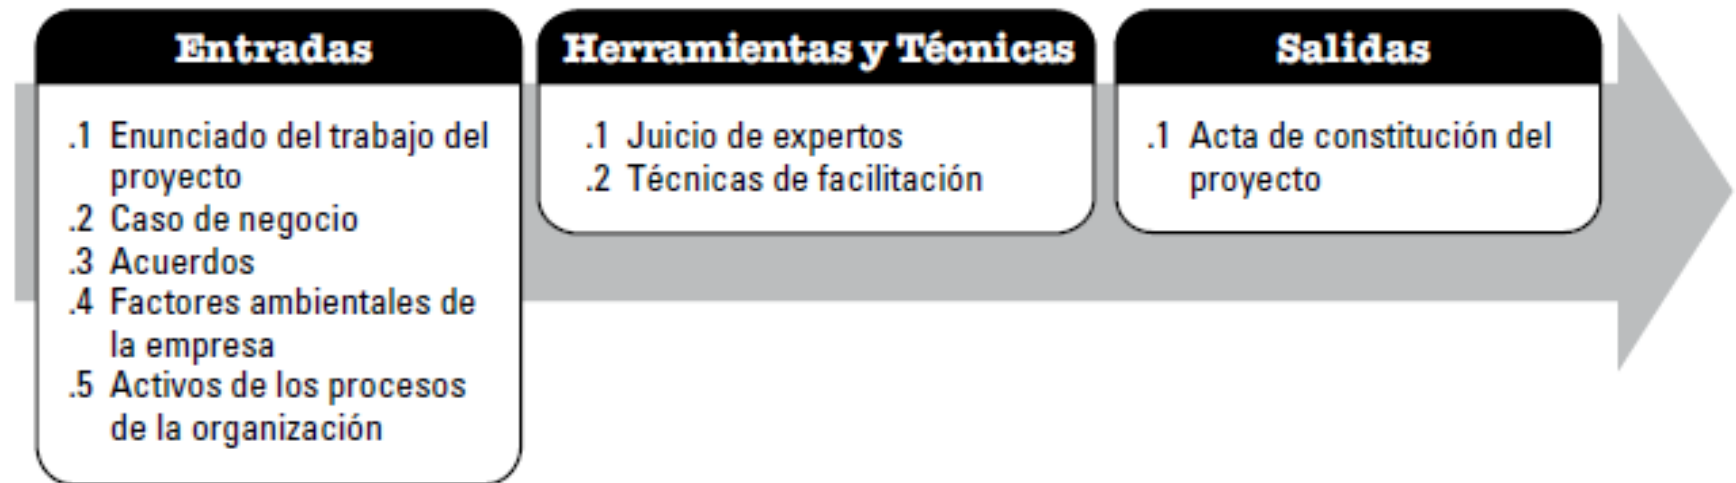 Entradas
.1 Enunciado del trabajo del
proyecto
.2 Caso de negocio
.3 Acuerdos
.4 Factores ambientales de
la empresa
.5 Activos de los procesos
de la organización
Herramientas y Técnicas
.1 Juicio de expertos
.2 Técnicas de facilitación
Salidas
.1 Acta de constitución del
proyecto